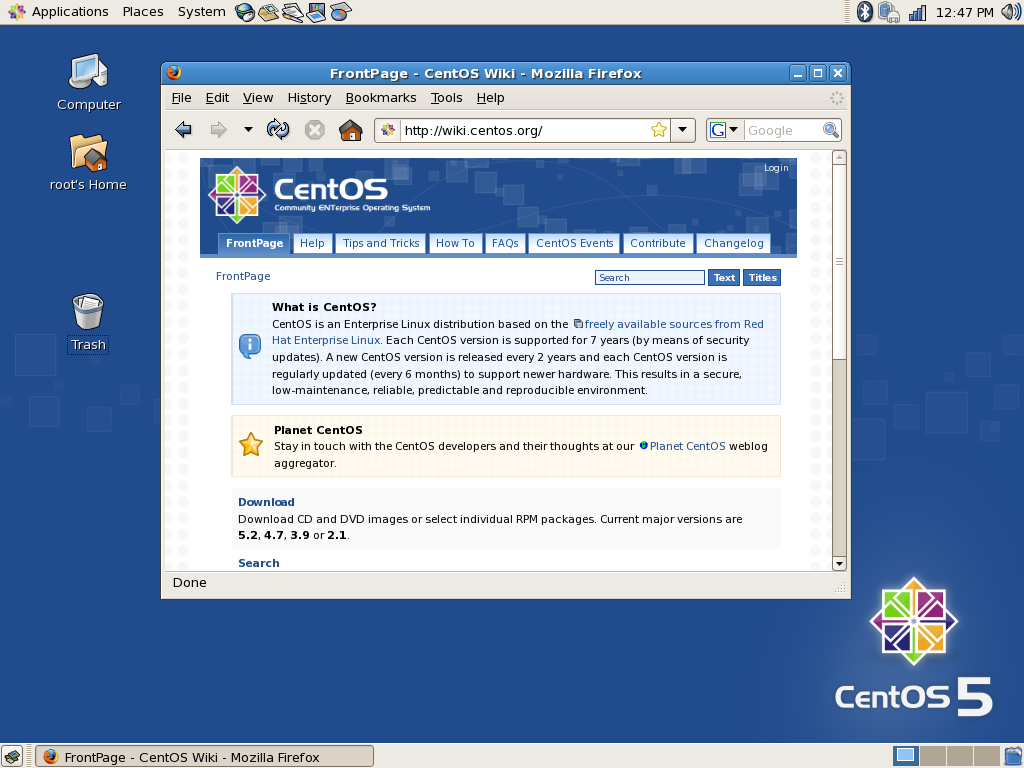 Applications Places System 12:47 PM
Computer
root's Home
Trash
FrontPage - CentOS Wiki - Mozilla Firefox
File Edit View History Bookmarks Tools Help
http://wiki.centos.org/ G Google
Login
CentOS
Community ENTerprise Operating System
FrontPage Help Tips and Tricks How To FAQs CentOS Events Contribute Changelog
FrontPage Search Text Titles
What is CentOS?
CentOS is an Enterprise Linux distribution based on the freely available sources from Red
Hat Enterprise Linux. Each CentOS version is supported for 7 years (by means of security
updates). A new CentOS version is released every 2 years and each CentOS version is
regularly updated (every 6 months) to support newer hardware. This results in a secure,
low-maintenance, reliable, predictable and reproducible environment.
Planet CentOS
Stay in touch with the CentOS developers and their thoughts at our Planet CentOS weblog
aggregator.
Download
Download CD and DVD images or select individual RPM packages. Current major versions are
5.2, 4.7, 3.9 or 2.1.
Search
Done
CentOS 5
FrontPage - CentOS Wiki - Mozilla Firefox